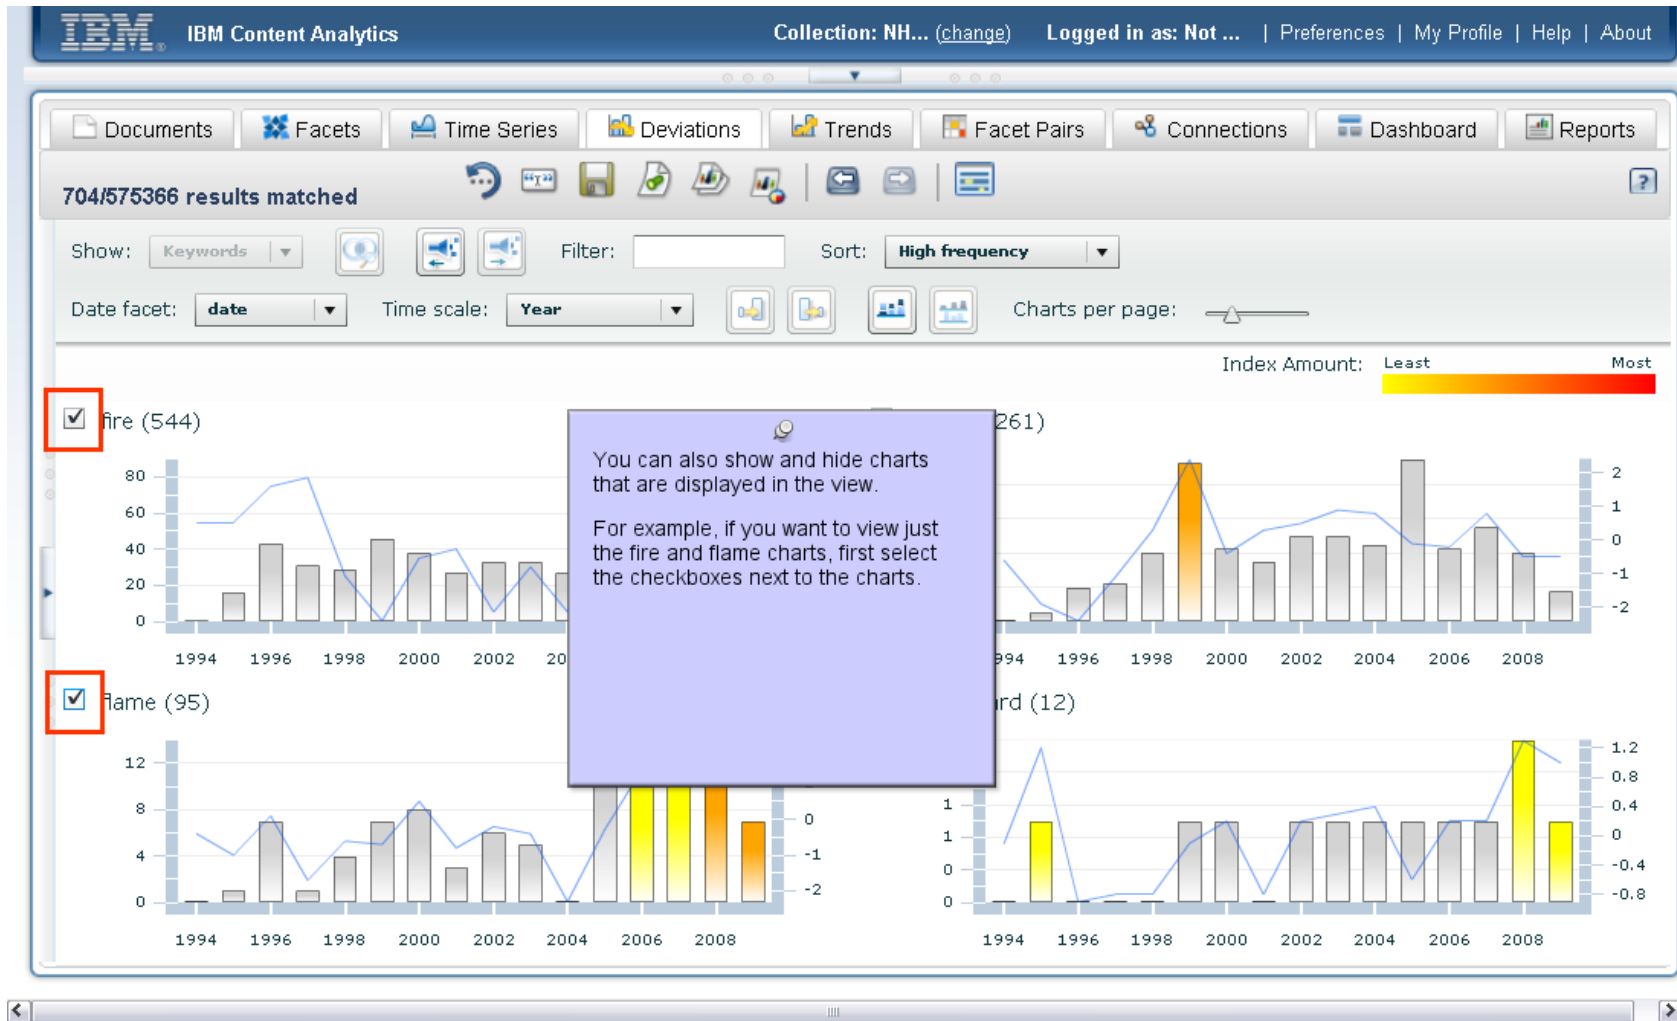 IBM IBM Content Analytics Collection: NH... (change) Logged in as: Not ... | Preferences | My Profile | Help | About
Documents Facets Time Series Deviations Trends Facet Pairs Connections Dashboard Reports
704/575366 results matched
Show: Keywords Filter: Sort: High frequency
Date facet: date Time scale: Year Charts per page:
Index Amount: Least Most
fire (544)
261)
You can also show and hide charts
that are displayed in the view.
For example, if you want to view just
the fire and flame charts, first select
the checkboxes next to the charts.
80
60
40
20
0
1994 1996 1998 2000 2002 20
2
1
0
-1
-2
994 1996 1998 2000 2002 2004 2006 2008
flame (95)
ard (12)
12
8
4
0
0
-1
-2
1994 1996 1998 2000 2002 2004 2006 2008
1
1
0
0
1.2
0.8
0.4
0
-0.4
-0.8
1994 1996 1998 2000 2002 2004 2006 2008